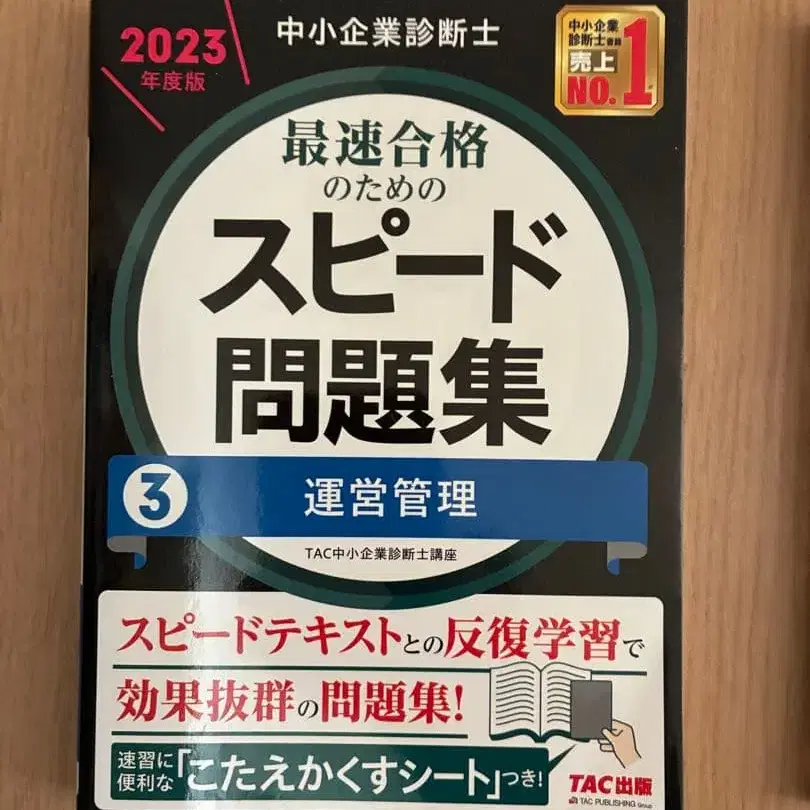 2023
年度版
中小企業診断士
中小企業
診断士書籍
売上
NO.1
最速合格
のための
スピード
問題集
3 運営管理
TAC中小企業診断士講座
スピードテキストとの反復学習で
効果抜群の問題集!
速習に
便利な「こたえかくすシート」つき!
TAC出版
TAC PUBLISHING Group